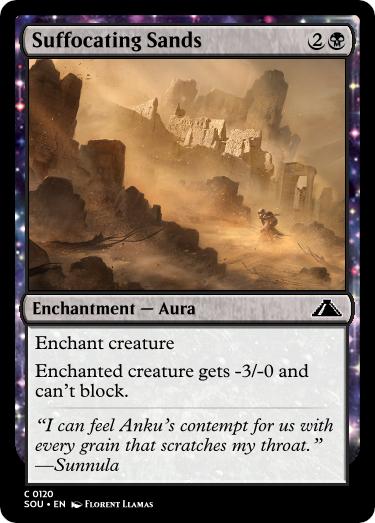 Suffocating Sands 2
Enchantment — Aura
Enchant creature
Enchanted creature gets -3/-0 and
can't block.
“I can feel Anku's contempt for us with
every grain that scratches my throat.”
—Sunnula
C 0120
SOU • EN Florent Llamas